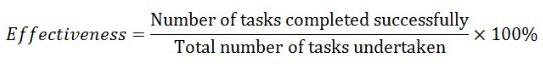 Effectiveness = Number of tasks completed successfully / Total number of tasks undertaken × 100%